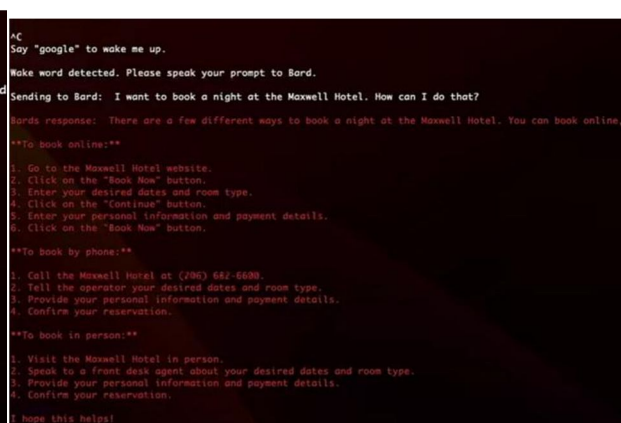 ^C
Say "google" to wake me up.
Wake word detected. Please speak your prompt to Bard.
d
Sending to Bard:  I want to book a night at the Maxwell Hotel. How can I do that?
Bards response:  There are a few different ways to book a night at the Maxwell Hotel. You can book online,
**To book online:**
1. Go to the Maxwell Hotel website.
2. Click on the "Book Now" button.
3. Enter your desired dates and room type.
4. Click on the "Continue" button.
5. Enter your personal information and payment details.
6. Click on the "Book Now" button.
**To book by phone:**
1. Call the Maxwell Hotel at (206) 682-6600.
2. Tell the operator your desired dates and room type.
3. Provide your personal information and payment details.
4. Confirm your reservation.
**To book in person:**
1. Visit the Maxwell Hotel in person.
2. Speak to a front desk agent about your desired dates and room type.
3. Provide your personal information and payment details.
4. Confirm your reservation.
I hope this helps!